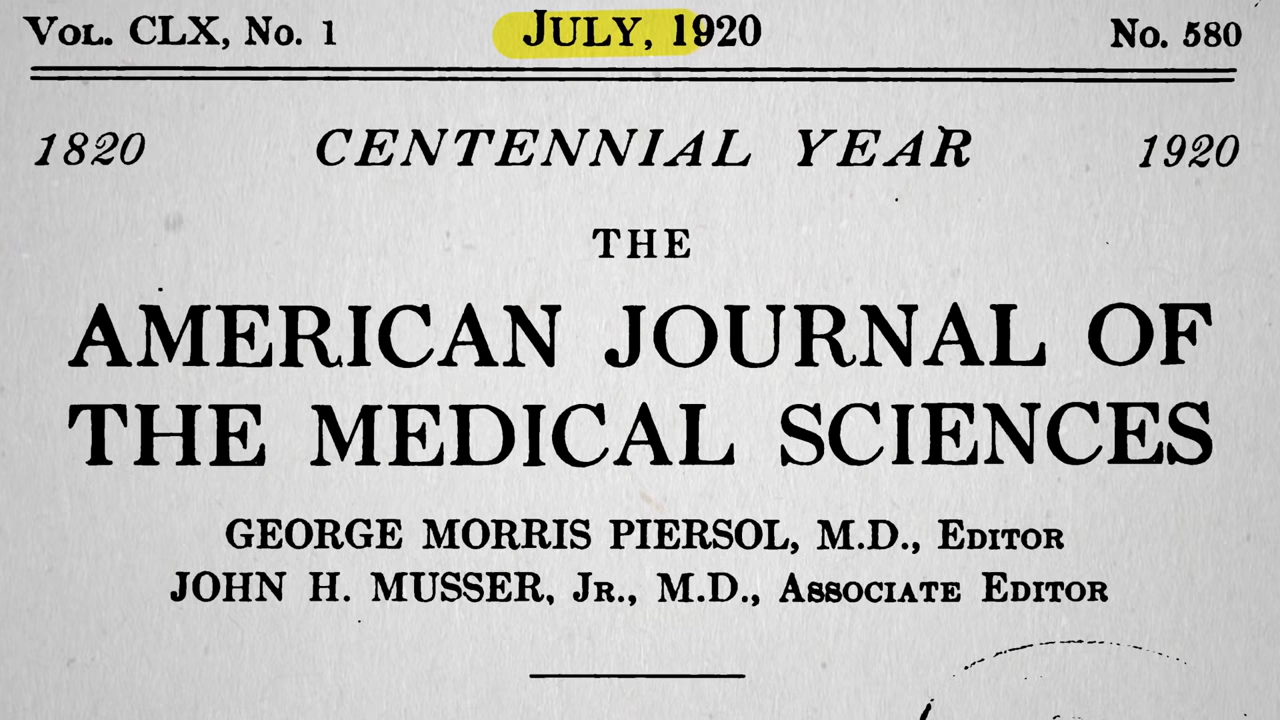 Vol. CLX, No. 1 July, 1920 No. 580
1820 CENTENNIAL YEAR 1920
THE
AMERICAN JOURNAL OF
THE MEDICAL SCIENCES
GEORGE MORRIS PIERSOL, M.D., Editor
JOHN H. MUSSER, Jr., M.D., Associate Editor